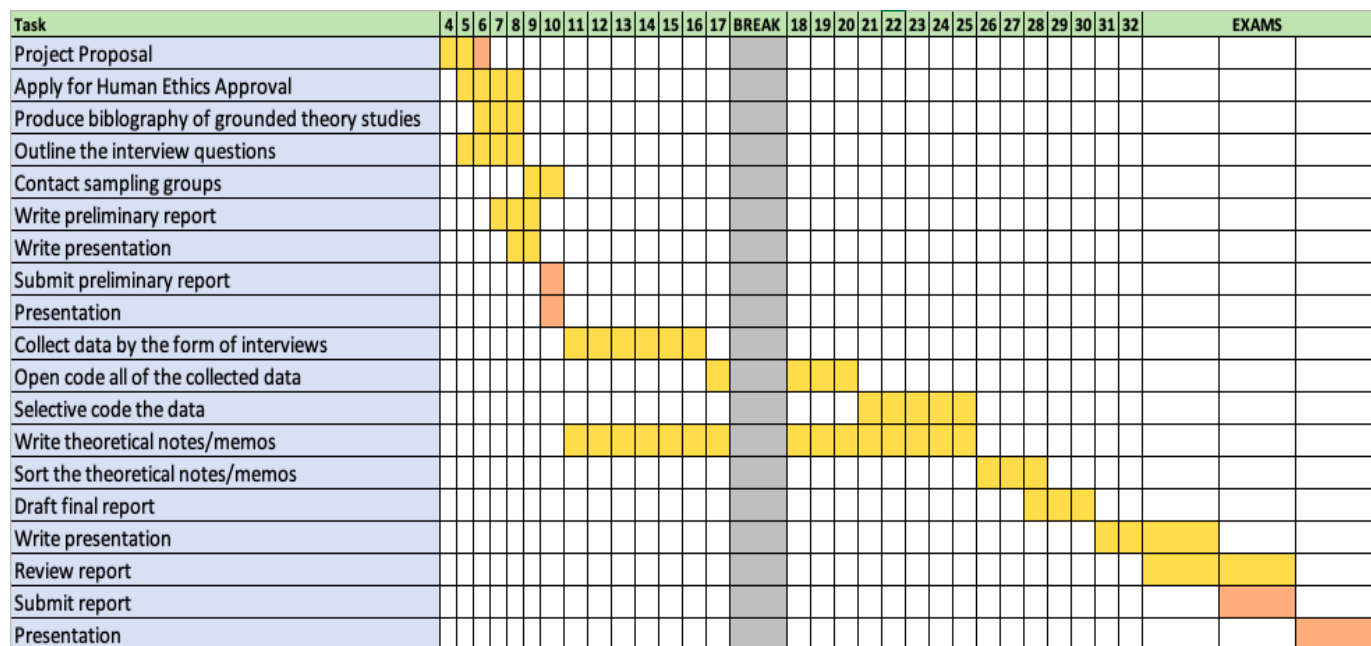 Task 4 5 6 7 8 9 10 11 12 13 14 15 16 17 BREAK 18 19 20 21 22 23 24 25 26 27 28 29 30 31 32 EXAMS
Project Proposal
Apply for Human Ethics Approval
Produce biblography of grounded theory studies
Outline the interview questions
Contact sampling groups
Write preliminary report
Write presentation
Submit preliminary report
Presentation
Collect data by the form of interviews
Open code all of the collected data
Selective code the data
Write theoretical notes/memos
Sort the theoretical notes/memos
Draft final report
Write presentation
Review report
Submit report
Presentation